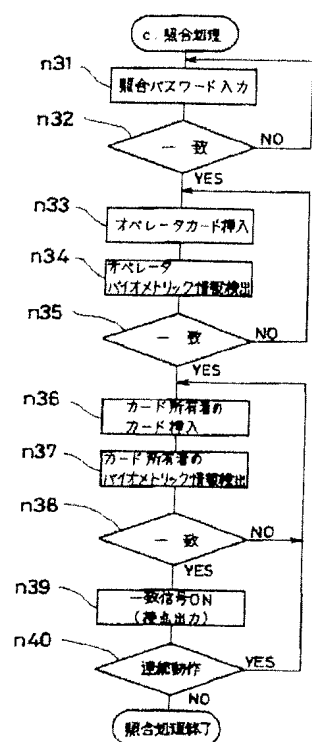 c. 照合処理
n31
照合パスワード入力
n32
一致
NO
YES
n33
オペレータカード挿入
n34
オペレータ
バイオメトリック情報検出
n35
一致
NO
YES
n36
カード所有者の
カード挿入
n37
カード所有者の
バイオメトリック情報検出
n38
一致
NO
YES
n39
一致信号ON
(接点出力)
n40
連続動作
YES
NO
照合処理終了